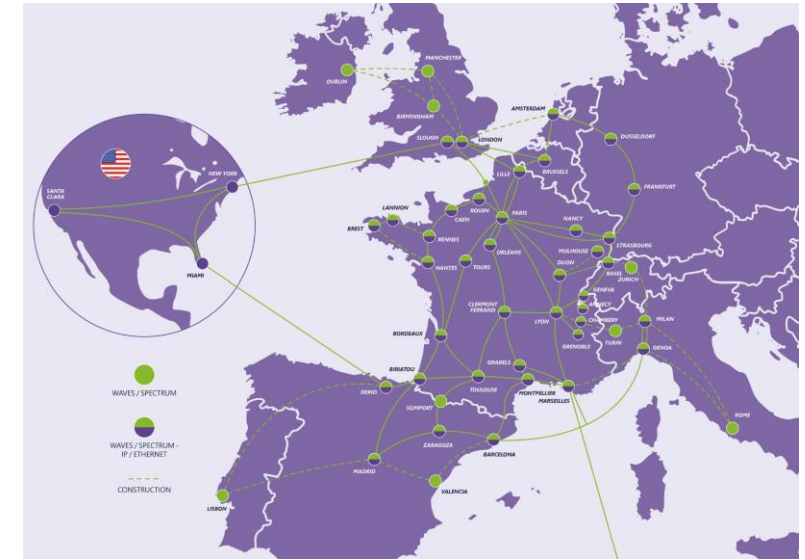 MANCHESTER
DUBLIN
BIRMINGHAM
AMSTERDAM
SLOUGH
LONDON
DUSSELDORF
BRUSSELS
LILLE
NEW YORK
SANTA
CLARA
FRANKFURT
LANNION
ROUEN
CAEN
PARIS
NANCY
BREST
RENNES
STRASBOURG
ORLÉANS
MULHOUSE
DIJON
NANTES
TOURS
BASEL
ZURICH
MIAMI
GENEVA
CLERMONT
FERRAND
ANNECY
LYON
CHAMBÉRY
MILAN
BORDEAUX
GRENOBLE
TURIN
GENOA
BIRIATOU
GRABELS
DERIO
TOULOUSE
MONTPELLIER
MARSEILLES
WAVES / SPECTRUM
SOMPORT
ROME
ZARAGOZA
WAVES / SPECTRUM -
IP / ETHERNET
BARCELONA
MADRID
VALENCIA
CONSTRUCTION
LISBON